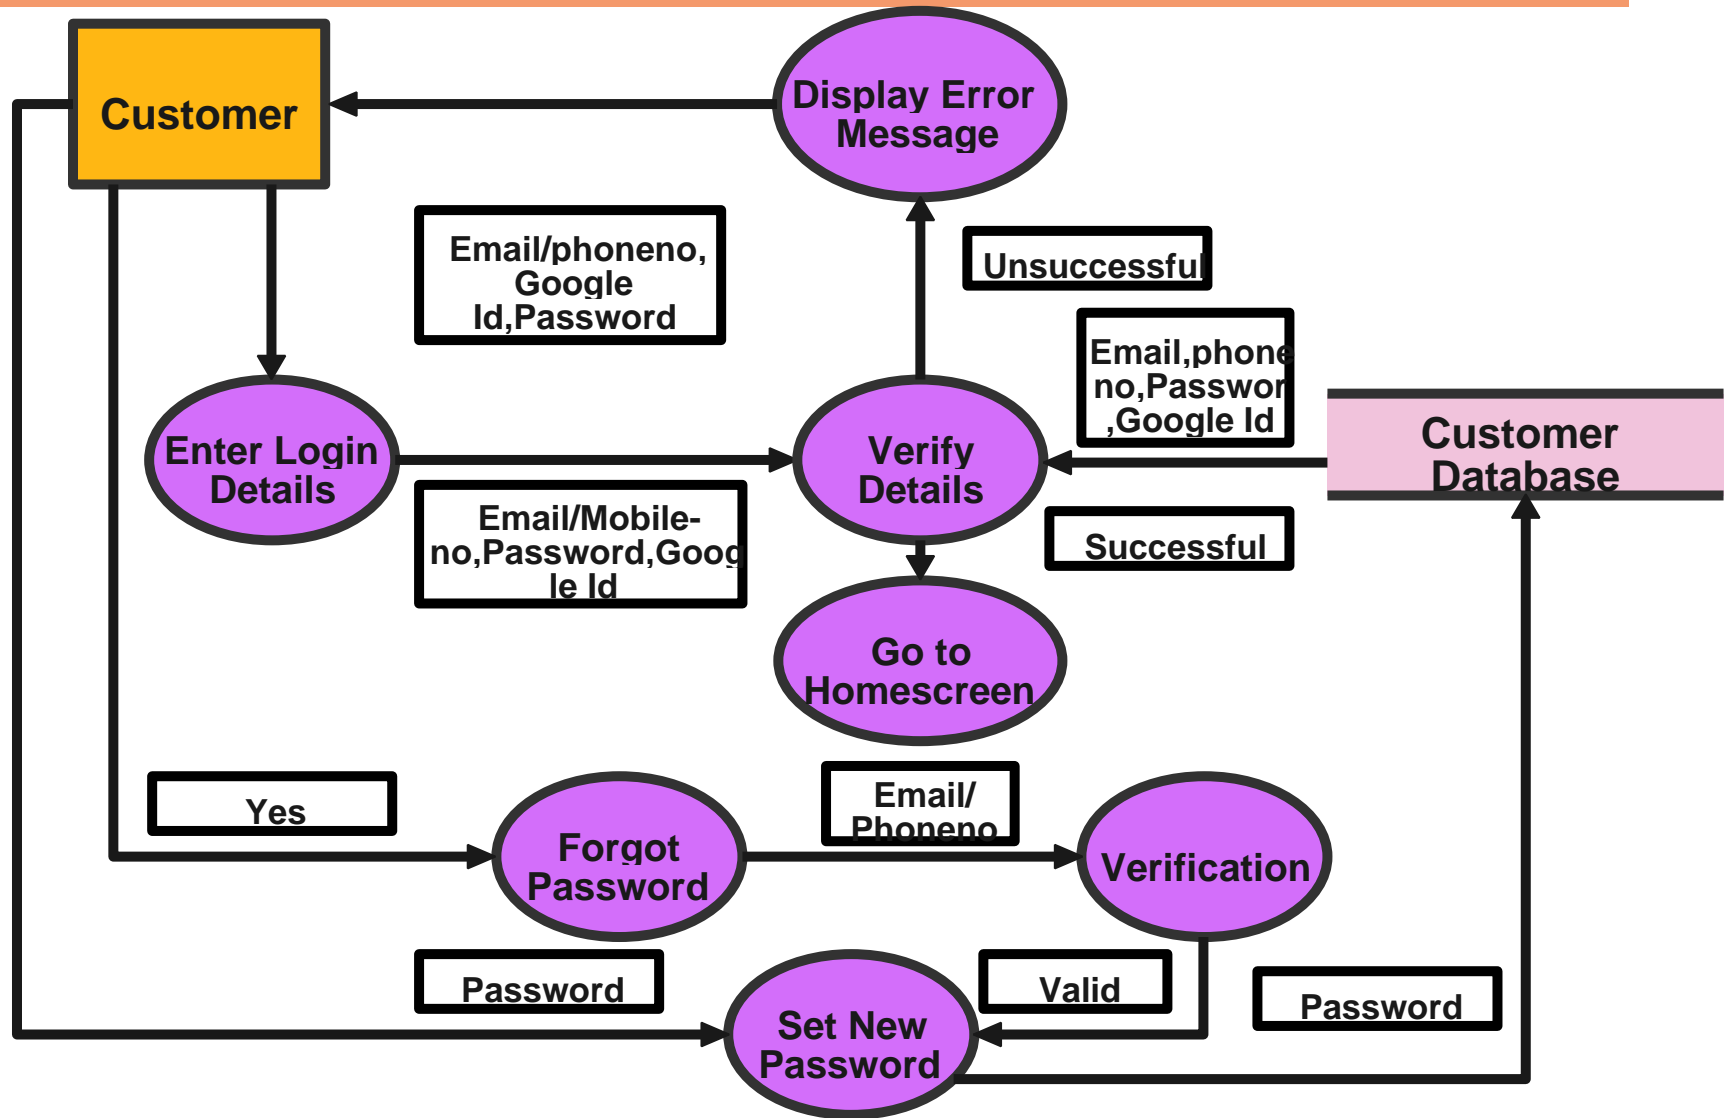 Customer
Display Error
Message
Email/phoneno,
Google
Id,Password
Unsuccessful
Email,phone
no,Passwor
,Google Id
Customer
Database
Enter Login
Details
Verify
Details
Email/Mobile-
no,Password,Goog
le Id
Successful
Go to
Homescreen
Yes
Email/
Phoneno
Forgot
Password
Verification
Password
Valid
Password
Set New
Password